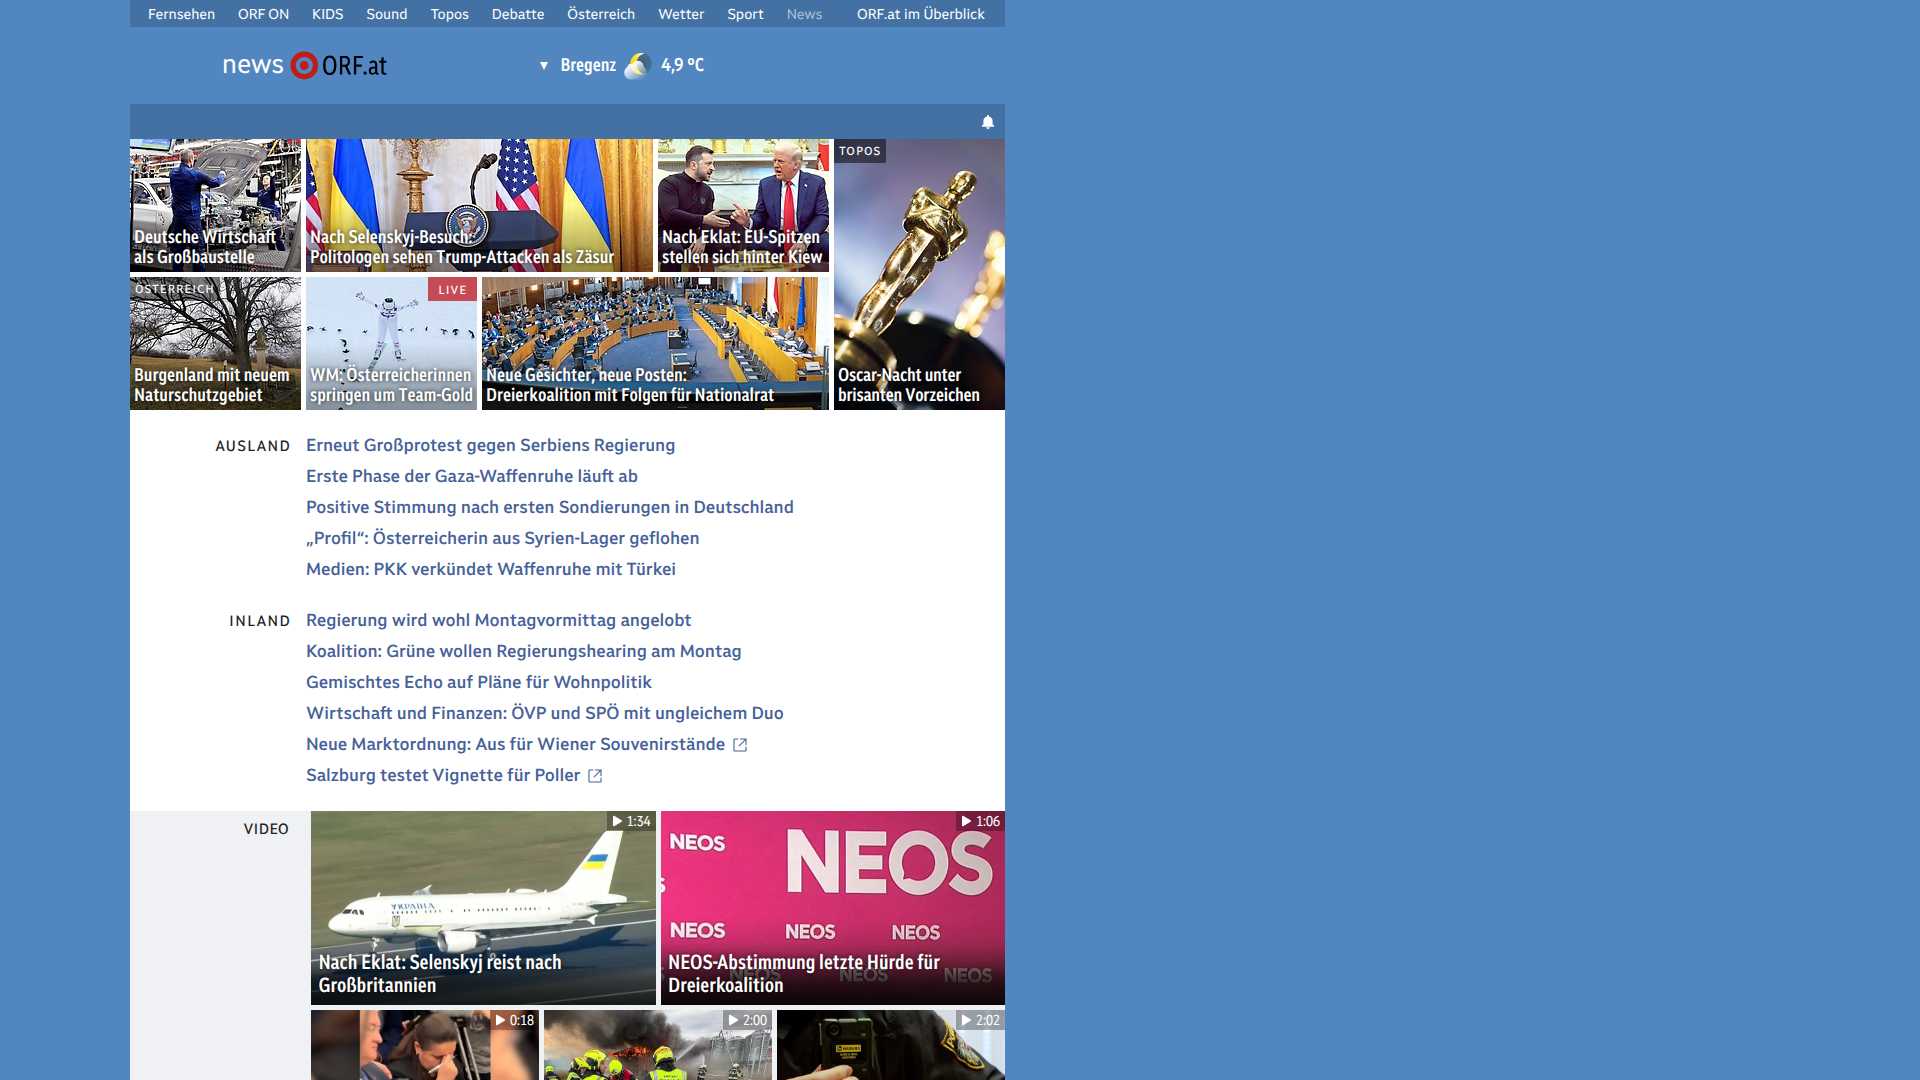 Fernsehen ORF ON KIDS Sound Topos Debatte Österreich Wetter Sport News ORF.at im Überblick
news ORF.at
Bregenz 4,9 °C
Deutsche Wirtschaft
als Großbaustelle
Nach Selenskyj-Besuch:
Politologen sehen Trump-Attacken als Zäsur
Nach Eklat: EU-Spitzen
stellen sich hinter Kiew
TOPOS
Oscar-Nacht unter
brisanten Vorzeichen
ÖSTERREICH
Burgenland mit neuem
Naturschutzgebiet
LIVE
WM: Österreicherinnen
springen um Team-Gold
Neue Gesichter, neue Posten:
Dreierkoalition mit Folgen für Nationalrat
AUSLAND
Erneut Großprotest gegen Serbiens Regierung
Erste Phase der Gaza-Waffenruhe läuft ab
Positive Stimmung nach ersten Sondierungen in Deutschland
„Profil“: Österreicherin aus Syrien-Lager geflohen
Medien: PKK verkündet Waffenruhe mit Türkei
INLAND
Regierung wird wohl Montagvormittag angelobt
Koalition: Grüne wollen Regierungshearing am Montag
Gemischtes Echo auf Pläne für Wohnpolitik
Wirtschaft und Finanzen: ÖVP und SPÖ mit ungleichem Duo
Neue Marktordnung: Aus für Wiener Souvenirstände
Salzburg testet Vignette für Poller
VIDEO
1:34
УКРАЇНА
Nach Eklat: Selenskyj reist nach
Großbritannien
1:06
NEOS NEOS
NEOS NEOS NEOS
NEOS NEOS NEOS
NEOS-Abstimmung letzte Hürde für
Dreierkoalition
0:18
2:00
2:02